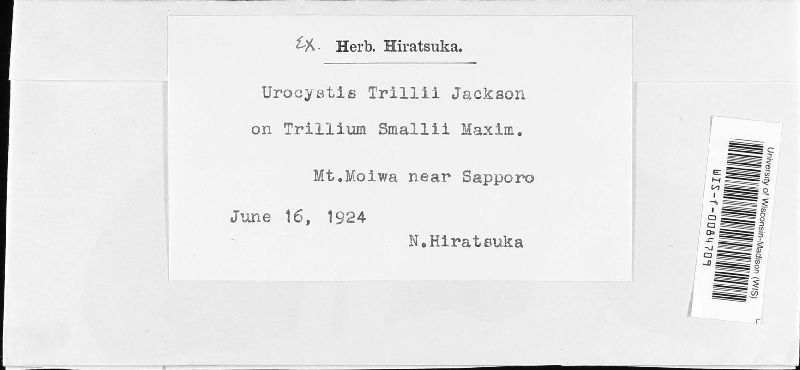 Ex. Herb. Hiratsuka.
Urocystis Trillii Jackson
on Trillium Smallii Maxim.
Mt.Moiwa near Sapporo
June 16, 1924
N.Hiratsuka
University of Wisconsin-Madison (WIS)
WIS-f-0084709